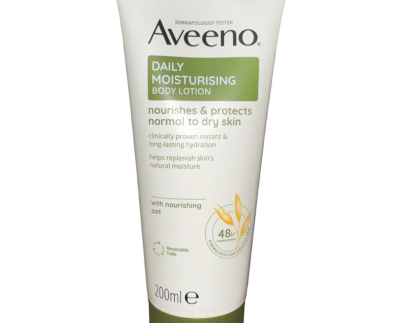 DERMATOLOGIST TESTED
Aveeno®
DAILY
MOISTURISING
BODY LOTION
nourishes & protects
normal to dry skin
clinically proven instant &
long-lasting hydration
helps replenish skin's
natural moisture
with nourishing
oat
48h
Recyclable
Tube
200ml e